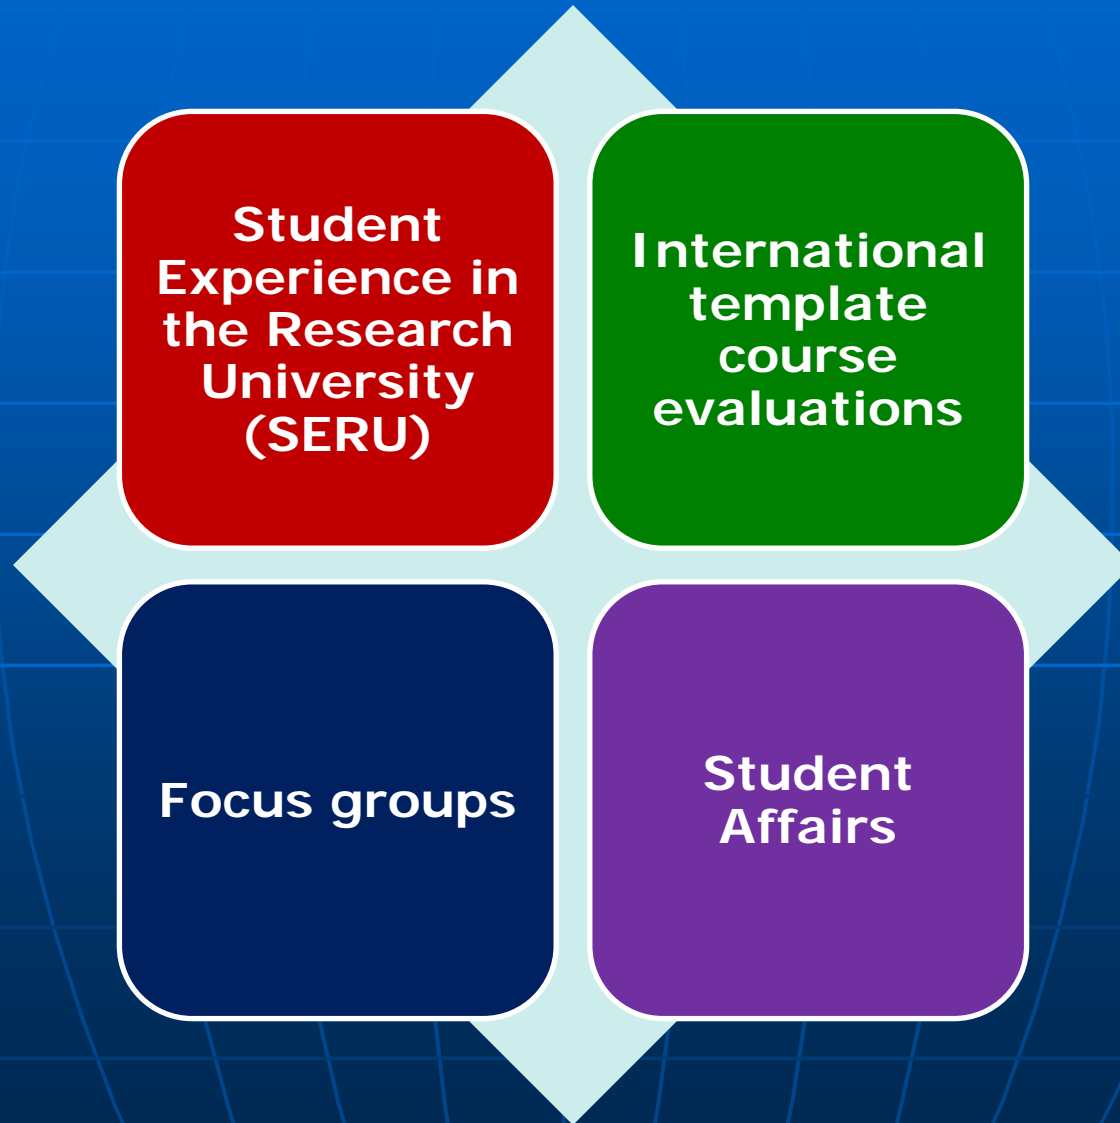 Student
Experience in
the Research
University
(SERU)
International
template
course
evaluations
Focus groups
Student
Affairs